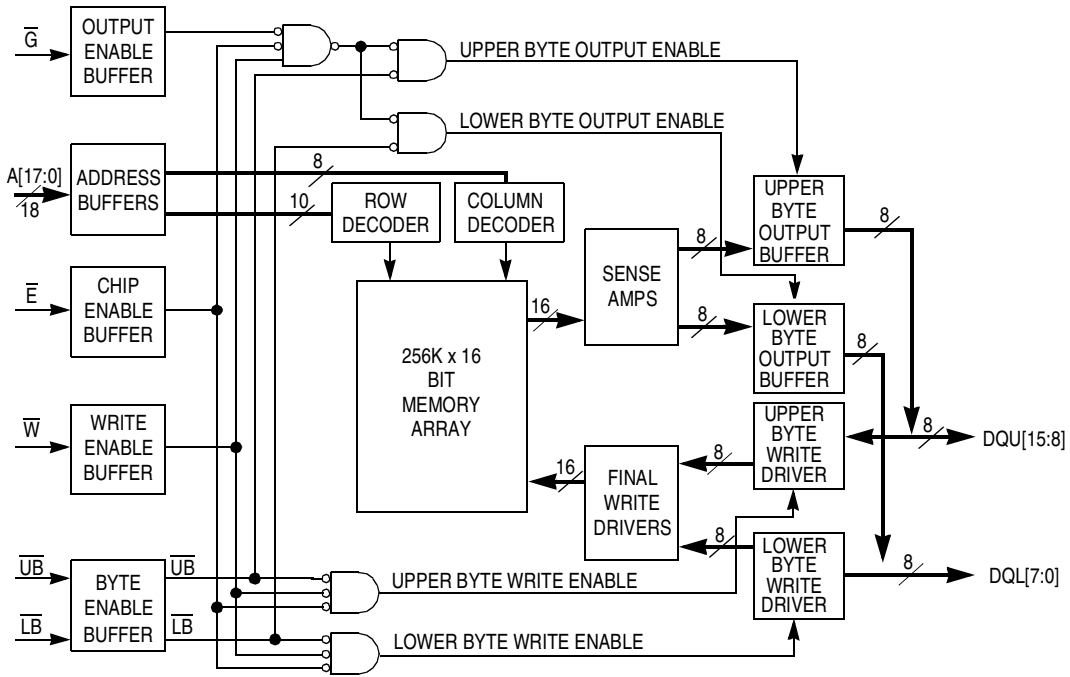 G
OUTPUT
ENABLE
BUFFER
UPPER BYTE OUTPUT ENABLE
LOWER BYTE OUTPUT ENABLE
A[17:0]
18
ADDRESS
BUFFERS
8
10
ROW
DECODER
COLUMN
DECODER
UPPER
BYTE
OUTPUT
BUFFER
8
8
SENSE
AMPS
8
E
CHIP
ENABLE
BUFFER
16
LOWER
BYTE
OUTPUT
BUFFER
8
256K x 16
BIT
MEMORY
ARRAY
W
WRITE
ENABLE
BUFFER
UPPER
BYTE
WRITE
DRIVER
8
DQU[15:8]
16
FINAL
WRITE
DRIVERS
8
8
LOWER
BYTE
WRITE
DRIVER
8
DQL[7:0]
UB
LB
BYTE
ENABLE
BUFFER
UB
LB
UPPER BYTE WRITE ENABLE
LOWER BYTE WRITE ENABLE